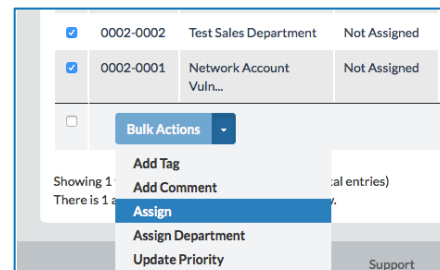 0002-0002 Test Sales Department Not Assigned
0002-0001 Network Account Not Assigned
Vuln...
Bulk Actions
Add Tag
Showing 1 al entries)
Add Comment
There is 1
Assign
Assign Department
Update Priority
Support